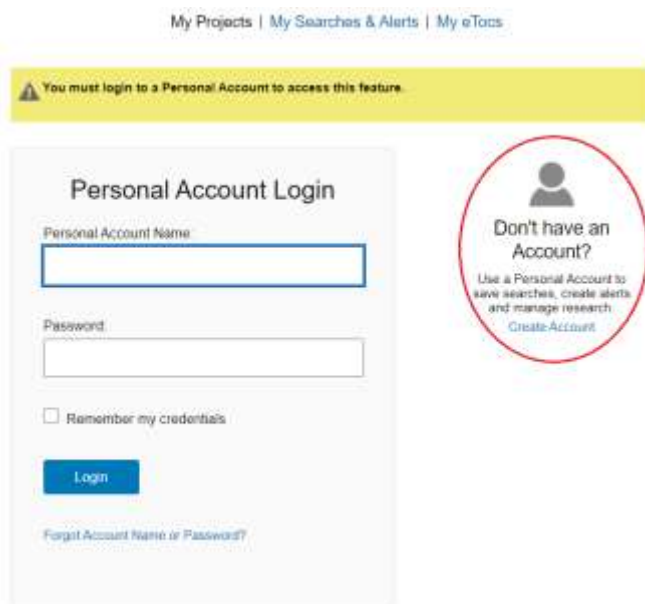 My Projects | My Searches & Alerts | My eTocs
You must login to a Personal Account to access this feature.
Personal Account Login
Personal Account Name:
Password:
Remember my credentials
Login
Forgot Account Name or Password?
Don't have an
Account?
Use a Personal Account to
save searches, create alerts
and manage research.
Create Account